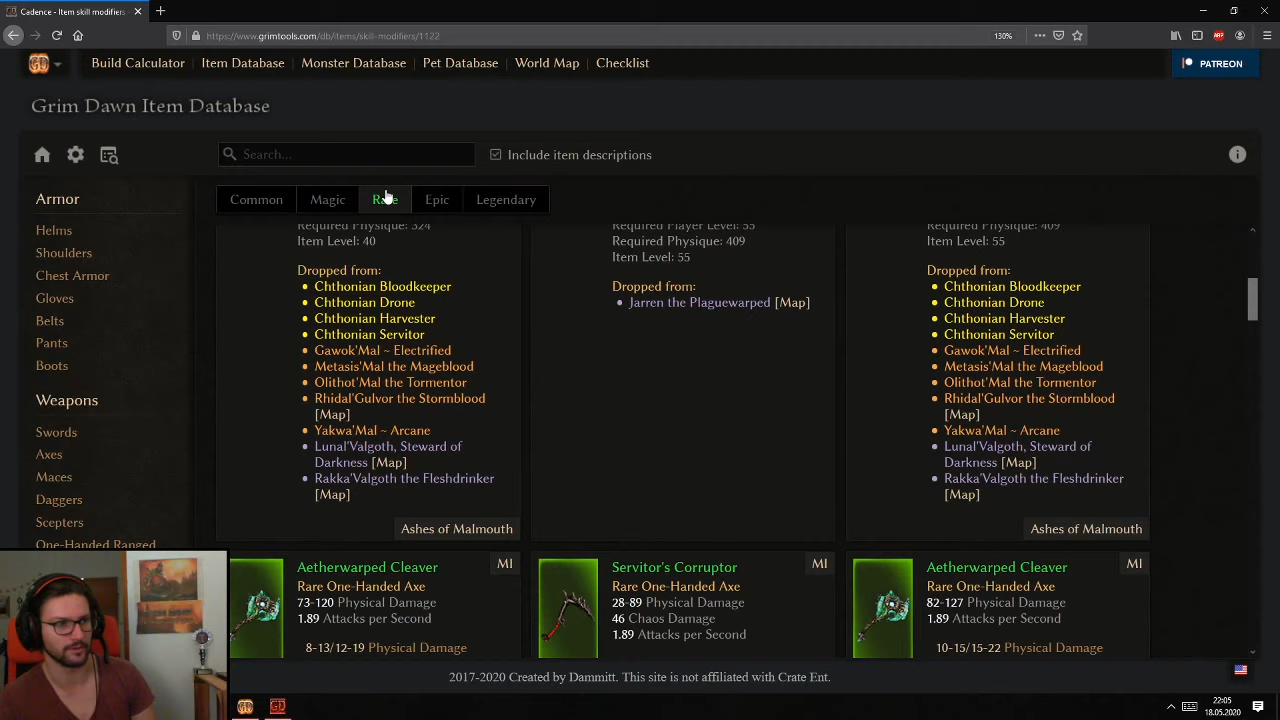 Cadence - Item skill modifiers
https://www.grimtools.com/db/items/skill-modifiers/1122
130%
ABP
GD
Build Calculator
Item Database
Monster Database
Pet Database
World Map
Checklist
PATREON
Grim Dawn Item Database
Search...
Include item descriptions
Armor
Helms
Shoulders
Chest Armor
Gloves
Belts
Pants
Boots
Weapons
Swords
Axes
Maces
Daggers
Scepters
One-Handed Ranged
Common
Magic
Rare
Epic
Legendary
Required Physique: 324
Item Level: 40
Dropped from:
Chthonian Bloodkeeper
Chthonian Drone
Chthonian Harvester
Chthonian Servitor
Gawok'Mal ~ Electrified
Metasis'Mal the Mageblood
Olithot'Mal the Tormentor
Rhidal'Gulvor the Stormblood
[Map]
Yakwa'Mal ~ Arcane
Lunal'Valgoth, Steward of
Darkness [Map]
Rakka'Valgoth the Fleshdrinker
[Map]
Ashes of Malmouth
Required Player Level: 55
Required Physique: 409
Item Level: 55
Dropped from:
Jarren the Plaguewarped [Map]
Required Physique: 409
Item Level: 55
Dropped from:
Chthonian Bloodkeeper
Chthonian Drone
Chthonian Harvester
Chthonian Servitor
Gawok'Mal ~ Electrified
Metasis'Mal the Mageblood
Olithot'Mal the Tormentor
Rhidal'Gulvor the Stormblood
[Map]
Yakwa'Mal ~ Arcane
Lunal'Valgoth, Steward of
Darkness [Map]
Rakka'Valgoth the Fleshdrinker
[Map]
Ashes of Malmouth
Aetherwarped Cleaver
MI
Rare One-Handed Axe
73-120 Physical Damage
1.89 Attacks per Second
8-13/12-19 Physical Damage
Servitor's Corruptor
MI
Rare One-Handed Axe
28-89 Physical Damage
46 Chaos Damage
1.89 Attacks per Second
Aetherwarped Cleaver
MI
Rare One-Handed Axe
82-127 Physical Damage
1.89 Attacks per Second
10-15/15-22 Physical Damage
2017-2020 Created by Dammitt. This site is not affiliated with Crate Ent.
22:05
18.05.2020